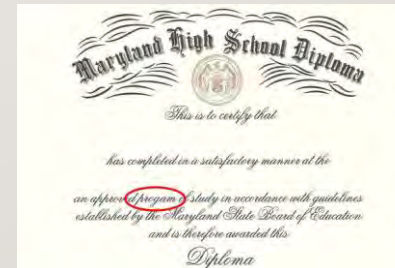 Maryland High School Diploma
This is to certify that
has completed in a satisfactory manner at the
an approved progam of study in accordance with guidelines
established by the Maryland State Board of Education
and is therefore awarded this
Diploma